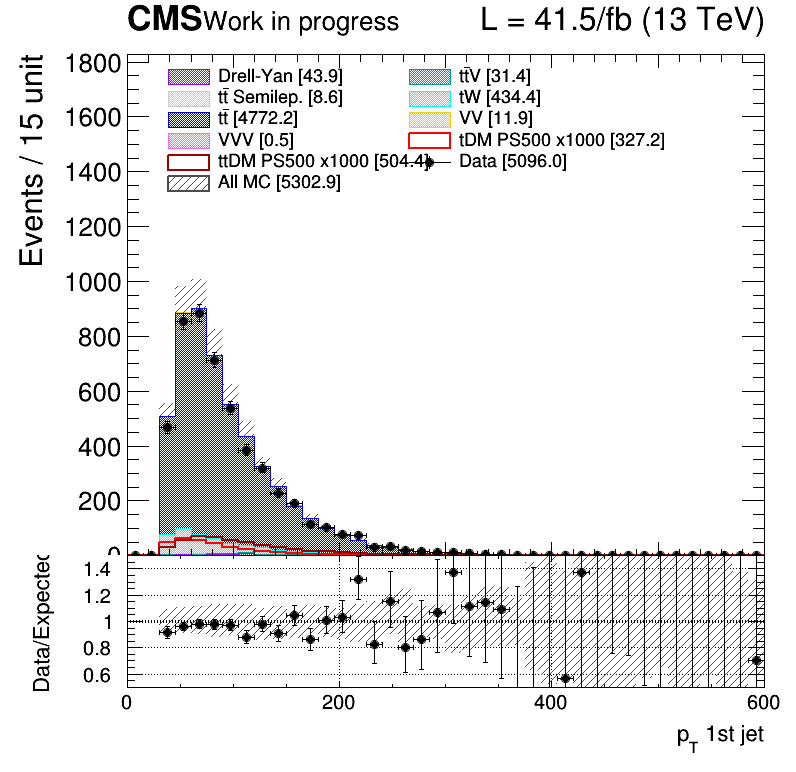 CMS Work in progress L = 41.5/fb (13 TeV)
Events / 15 unit
1800
1600
1400
1200
1000
800
600
400
200
0
Drell-Yan [43.9] tt̄V [31.4]
tt̄ Semilep. [8.6] tW [434.4]
tt̄ [4772.2] VV [11.9]
VVV [0.5] tDM PS500 x1000 [327.2]
ttDM PS500 x1000 [504.4] Data [5096.0]
All MC [5302.9]
Data/Expected
1.4
1.2
1
0.8
0.6
0 200 400 600
p_T 1st jet